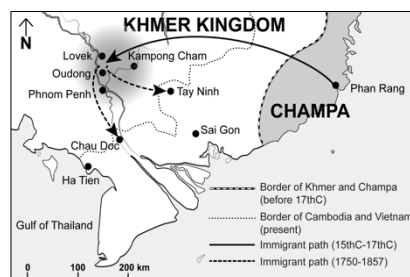 KHMER KINGDOM
N
Lovek
Kampong Cham
Oudong
Phnom Penh
Tay Ninh
Phan Rang
CHAMPA
Sai Gon
Chau Doc
Ha Tien
Gulf of Thailand
Border of Khmer and Champa
(before 17thC)
Border of Cambodia and Vietnam
(present)
Immigrant path (15thC-17thC)
Immigrant path (1750-1857)
0 100 200 km